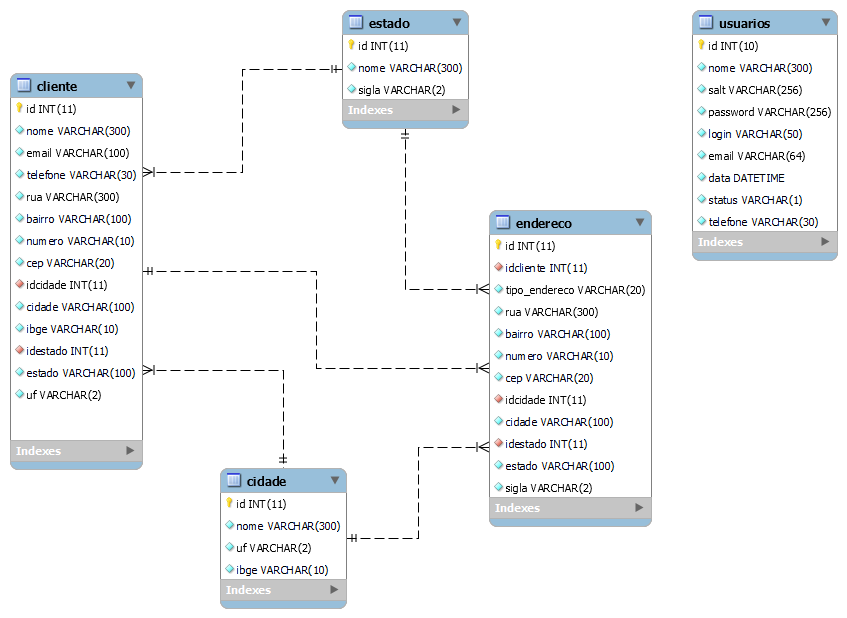 estado
id INT(11)
nome VARCHAR(300)
sigla VARCHAR(2)
Indexes
usuarios
id INT(10)
nome VARCHAR(300)
salt VARCHAR(256)
password VARCHAR(256)
login VARCHAR(50)
email VARCHAR(64)
data DATETIME
status VARCHAR(1)
telefone VARCHAR(30)
Indexes
cliente
id INT(11)
nome VARCHAR(300)
email VARCHAR(100)
telefone VARCHAR(30)
rua VARCHAR(300)
bairro VARCHAR(100)
numero VARCHAR(10)
cep VARCHAR(20)
idcidade INT(11)
cidade VARCHAR(100)
ibge VARCHAR(10)
idestado INT(11)
estado VARCHAR(100)
uf VARCHAR(2)
Indexes
endereco
id INT(11)
idcliente INT(11)
tipo_endereco VARCHAR(20)
rua VARCHAR(300)
bairro VARCHAR(100)
numero VARCHAR(10)
cep VARCHAR(20)
idcidade INT(11)
cidade VARCHAR(100)
idestado INT(11)
estado VARCHAR(100)
sigla VARCHAR(2)
Indexes
cidade
id INT(11)
nome VARCHAR(300)
uf VARCHAR(2)
ibge VARCHAR(10)
Indexes